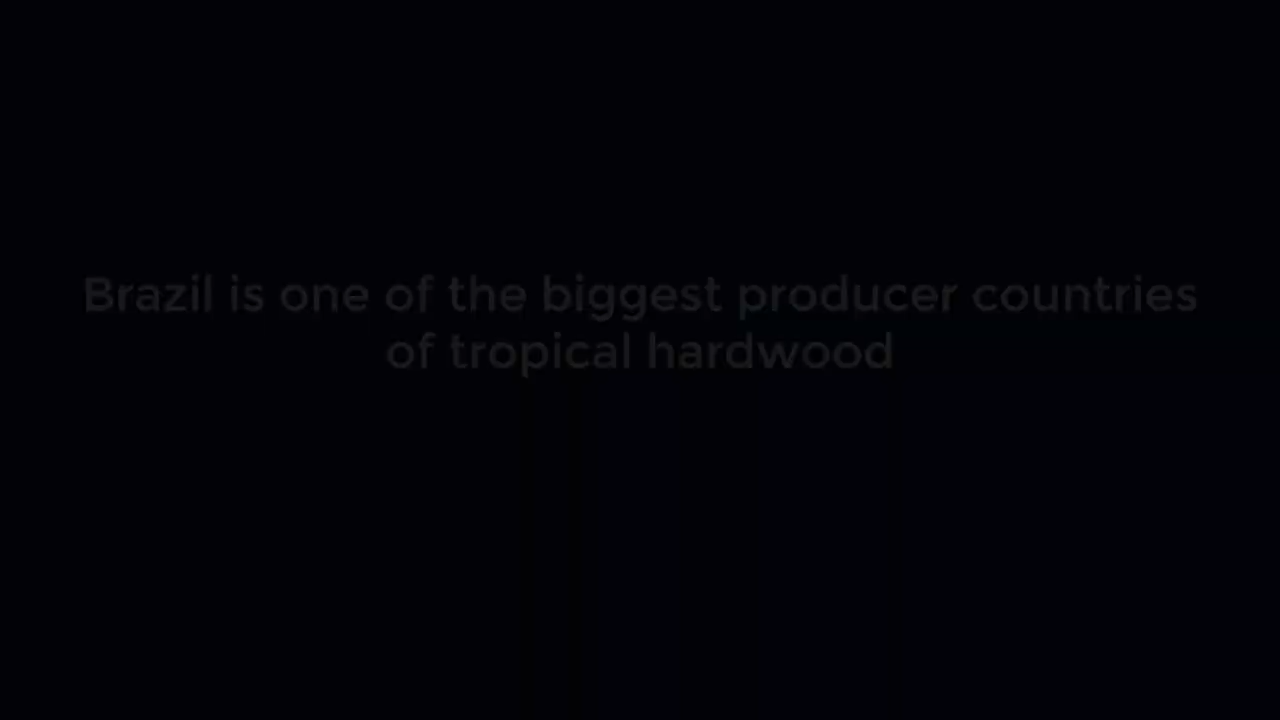 Brazil is one of the biggest producer countries
of tropical hardwood